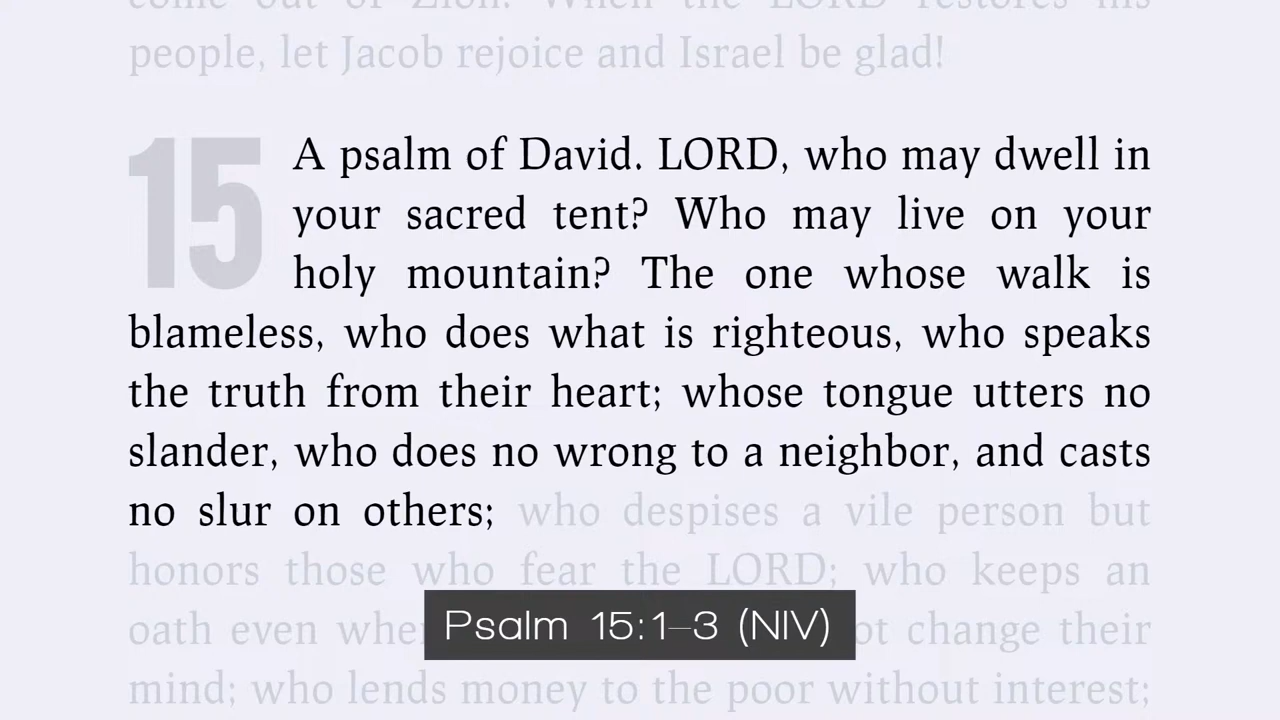 come out of Zion! When the LORD restores his
people, let Jacob rejoice and Israel be glad!
15
A psalm of David. LORD, who may dwell in
your sacred tent? Who may live on your
holy mountain? The one whose walk is
blameless, who does what is righteous, who speaks
the truth from their heart; whose tongue utters no
slander, who does no wrong to a neighbor, and casts
no slur on others; who despises a vile person but
honors those who fear the LORD; who keeps an
oath even ot change their
Psalm 15:1–3 (NIV)
mind; who lends money to the poor without interest;